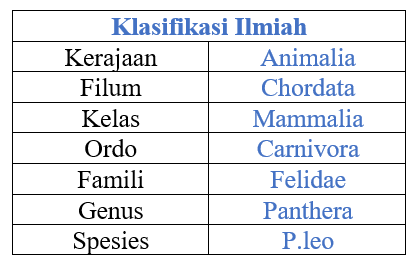 Klasifikasi Ilmiah
Kerajaan Animalia
Filum Chordata
Kelas Mammalia
Ordo Carnivora
Famili Felidae
Genus Panthera
Spesies P.leo